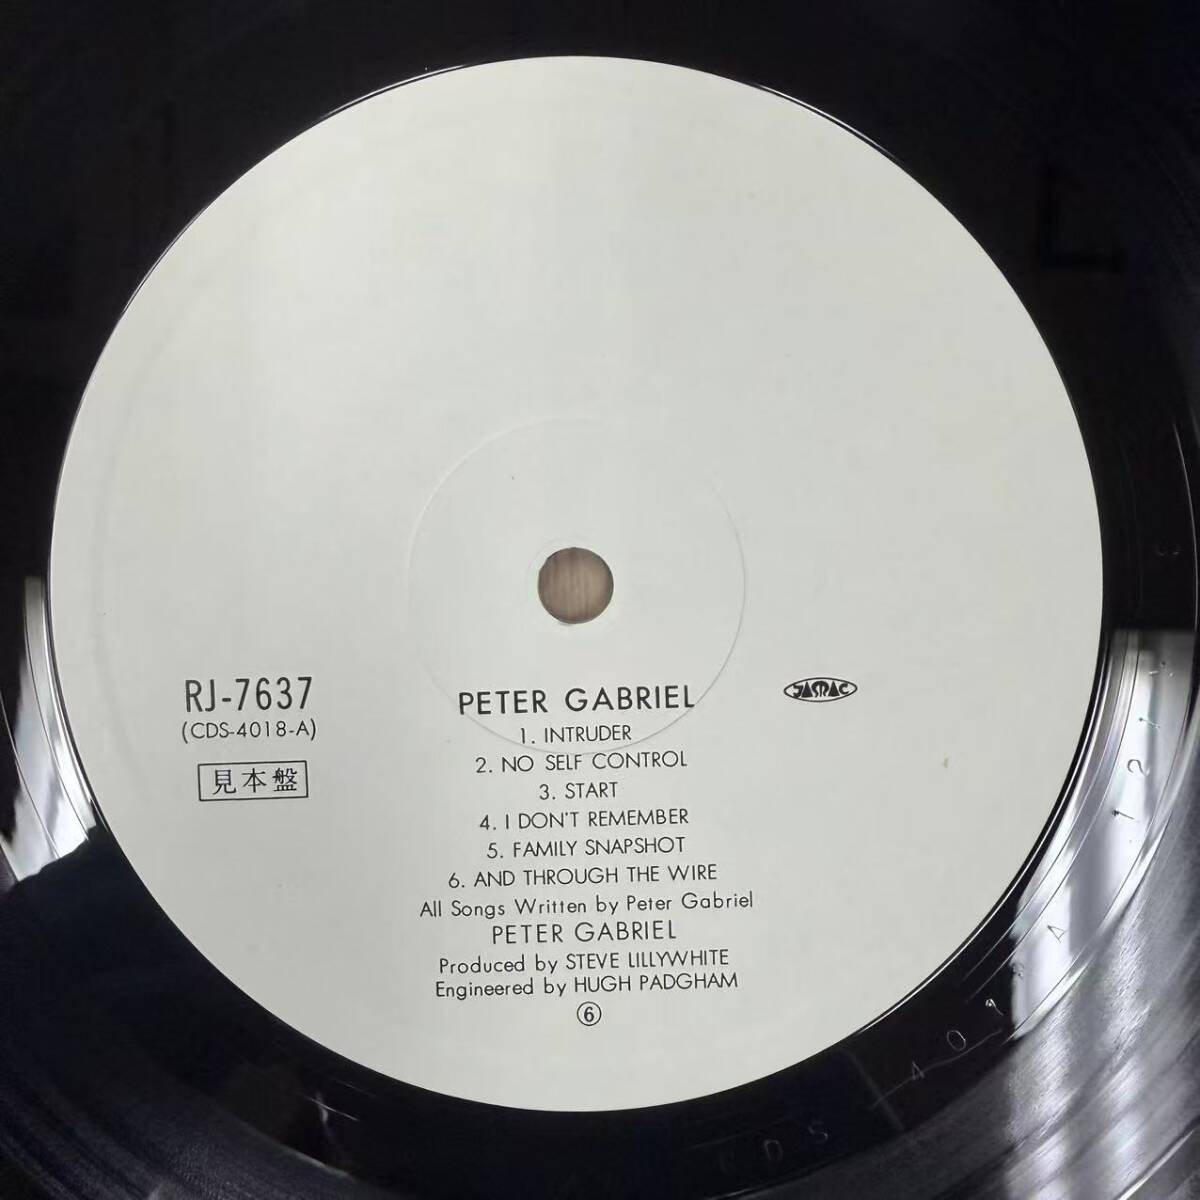 RJ-7637
(CDS-4018-A)
見本盤
PETER GABRIEL
JASRAC
1. INTRUDER
2. NO SELF CONTROL
3. START
4. I DON'T REMEMBER
5. FAMILY SNAPSHOT
6. AND THROUGH THE WIRE
All Songs Written by Peter Gabriel
PETER GABRIEL
Produced by STEVE LILLYWHITE
Engineered by HUGH PADGHAM
⑥